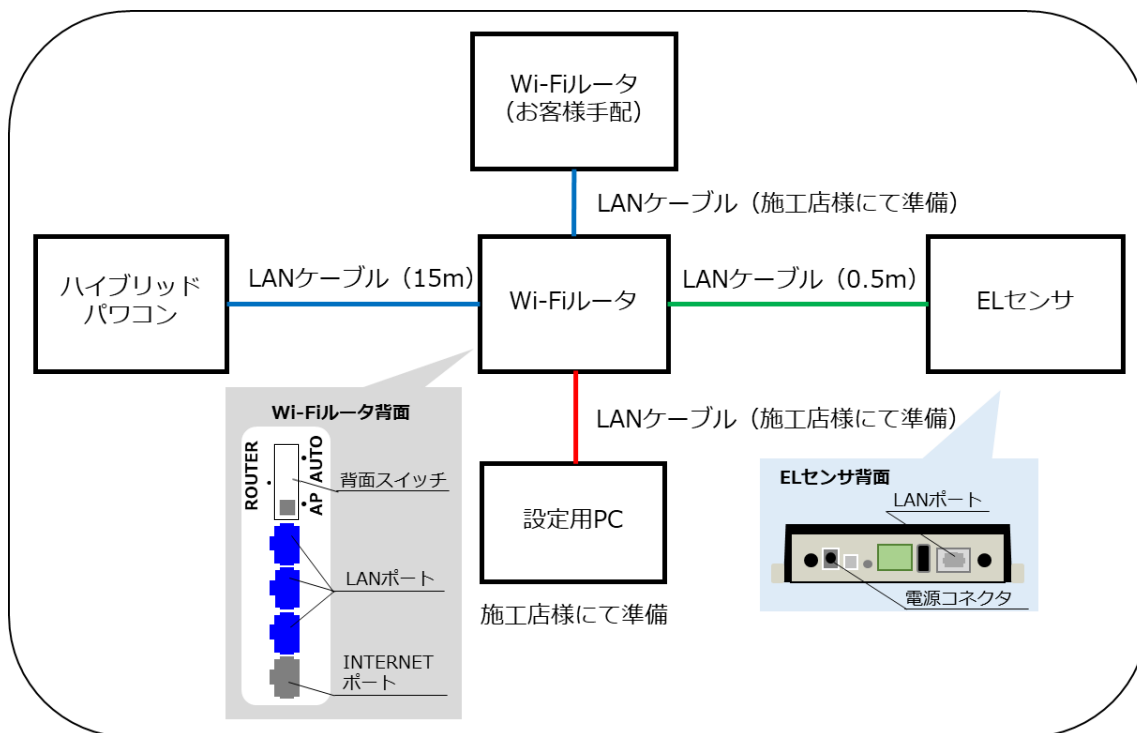 Wi-Fiルータ
（お客様手配）
LANケーブル（施工店様にて準備）
ハイブリッド
パワコン
LANケーブル（15m）
Wi-Fiルータ
LANケーブル（0.5m）
ELセンサ
LANケーブル（施工店様にて準備）
設定用PC
施工店様にて準備
Wi-Fiルータ背面
ROUTER
AUTO
AP
背面スイッチ
LANポート
INTERNET
ポート
ELセンサ背面
LANポート
電源コネクタ